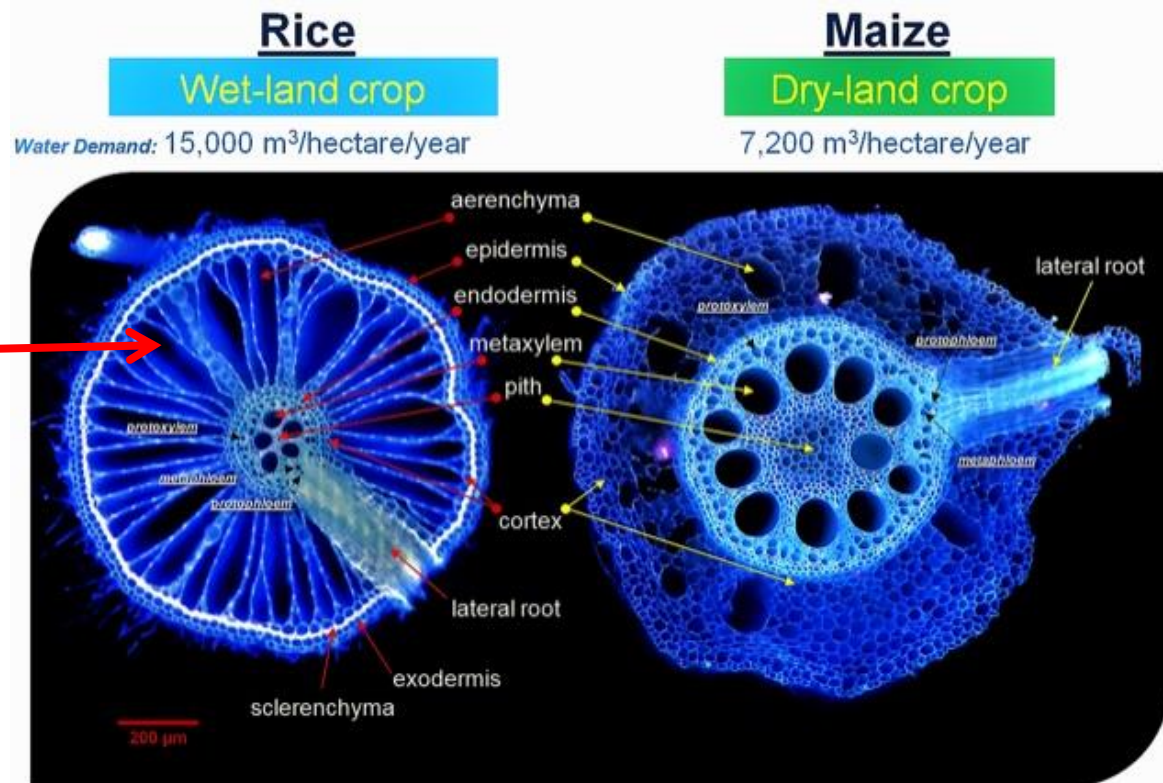 Rice
Maize
Wet-land crop
Dry-land crop
Water Demand: 15,000 m³/hectare/year
7,200 m³/hectare/year
aerenchyma
epidermis
endodermis
metaxylem
pith
cortex
lateral root
exodermis
sclerenchyma
protoxylem
metaphloem
protophloem
200 µm
protoxylem
protophloem
metaphloem
lateral root